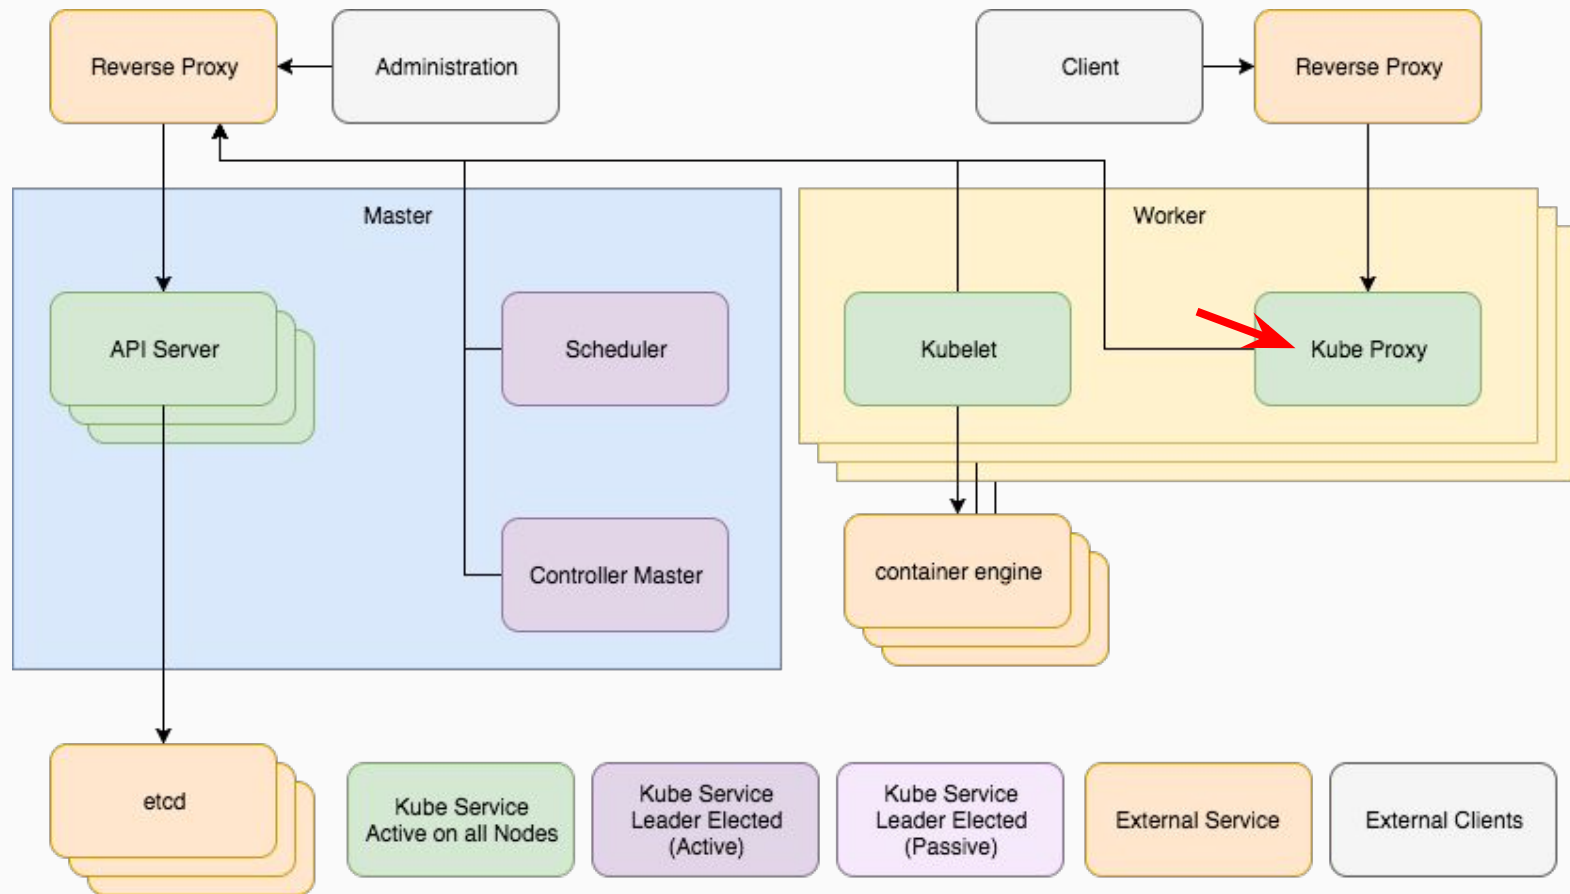 Reverse Proxy
Administration
Client
Reverse Proxy
Master
Worker
API Server
Scheduler
Kubelet
Kube Proxy
Controller Master
container engine
etcd
Kube Service
Active on all Nodes
Kube Service
Leader Elected
(Active)
Kube Service
Leader Elected
(Passive)
External Service
External Clients